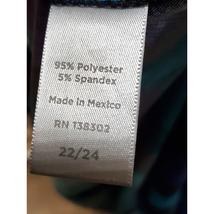 95% Polyester
5% Spandex
Made in Mexico
RN 138302
22/24